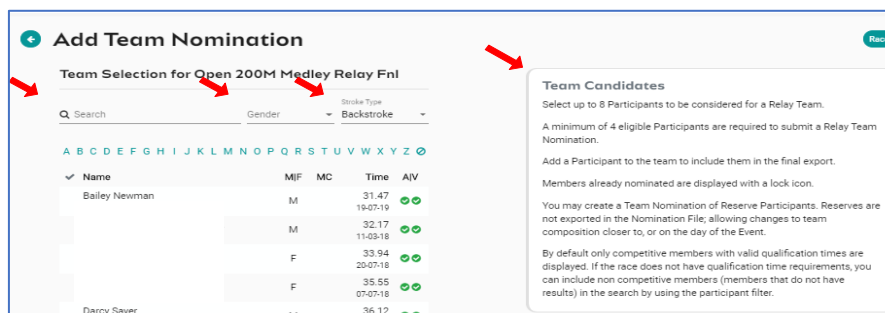 Add Team Nomination
Rac
Team Selection for Open 200M Medley Relay Fnl
Search
Gender
Stroke Type
Backstroke
A B C D E F G H I J K L M N O P Q R S T U V W X Y Z
Name M|F MC Time A|V
Bailey Newman M 31.47
19-07-19
M 32.17
11-03-18
F 33.94
20-07-18
F 35.55
07-07-18
Darcy Sayer 36.12
Team Candidates
Select up to 8 Participants to be considered for a Relay Team.
A minimum of 4 eligible Participants are required to submit a Relay Team
Nomination.
Add a Participant to the team to include them in the final export.
Members already nominated are displayed with a lock icon.
You may create a Team Nomination of Reserve Participants. Reserves are
not exported in the Nomination File; allowing changes to team
composition closer to, or on the day of the Event.
By default only competitive members with valid qualification times are
displayed. If the race does not have qualification time requirements, you
can include non competitive members (members that do not have
results) in the search by using the participant filter.